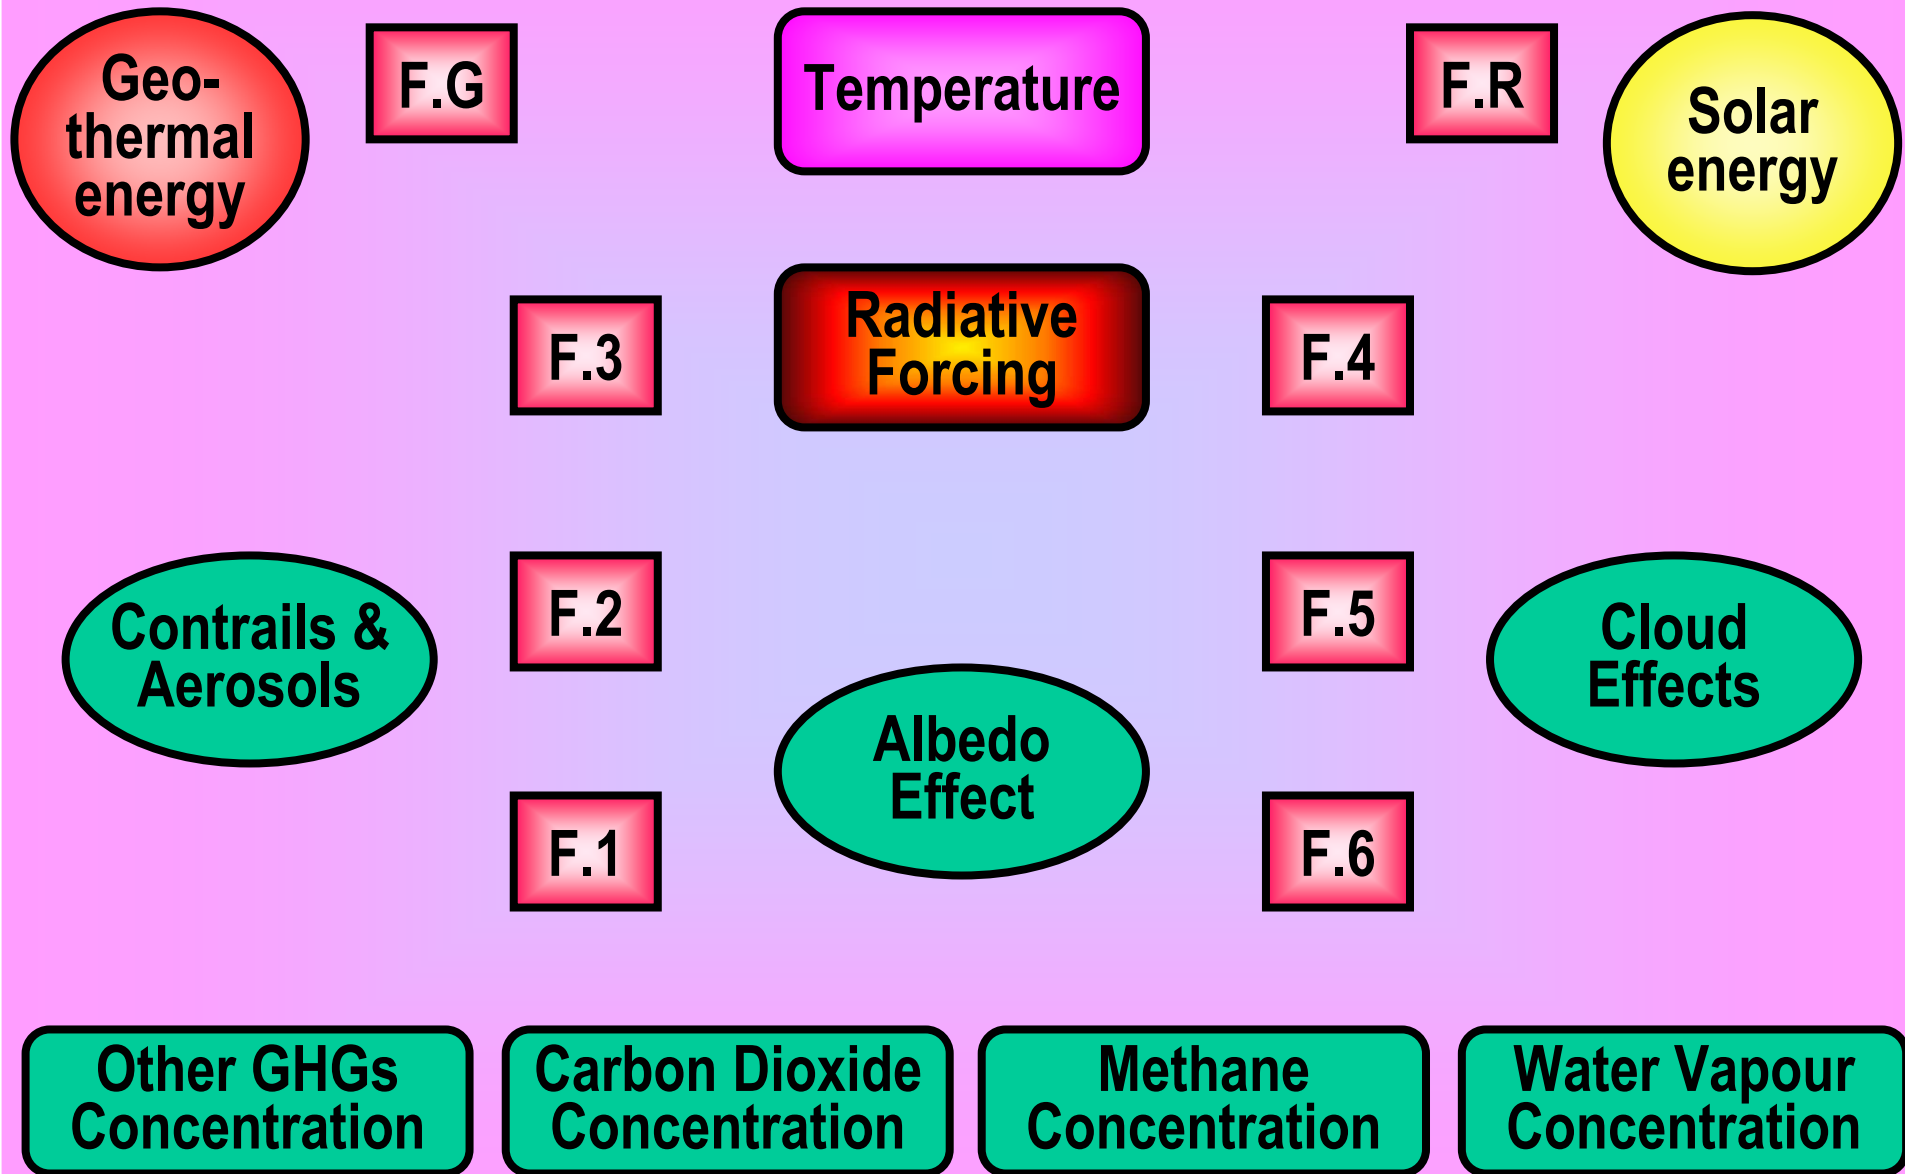 Geo-
thermal
energy
F.G
Temperature
F.R
Solar
energy
F.3
Radiative
Forcing
F.4
Contrails &
Aerosols
F.2
F.5
Cloud
Effects
Albedo
Effect
F.1
F.6
Other GHGs
Concentration
Carbon Dioxide
Concentration
Methane
Concentration
Water Vapour
Concentration